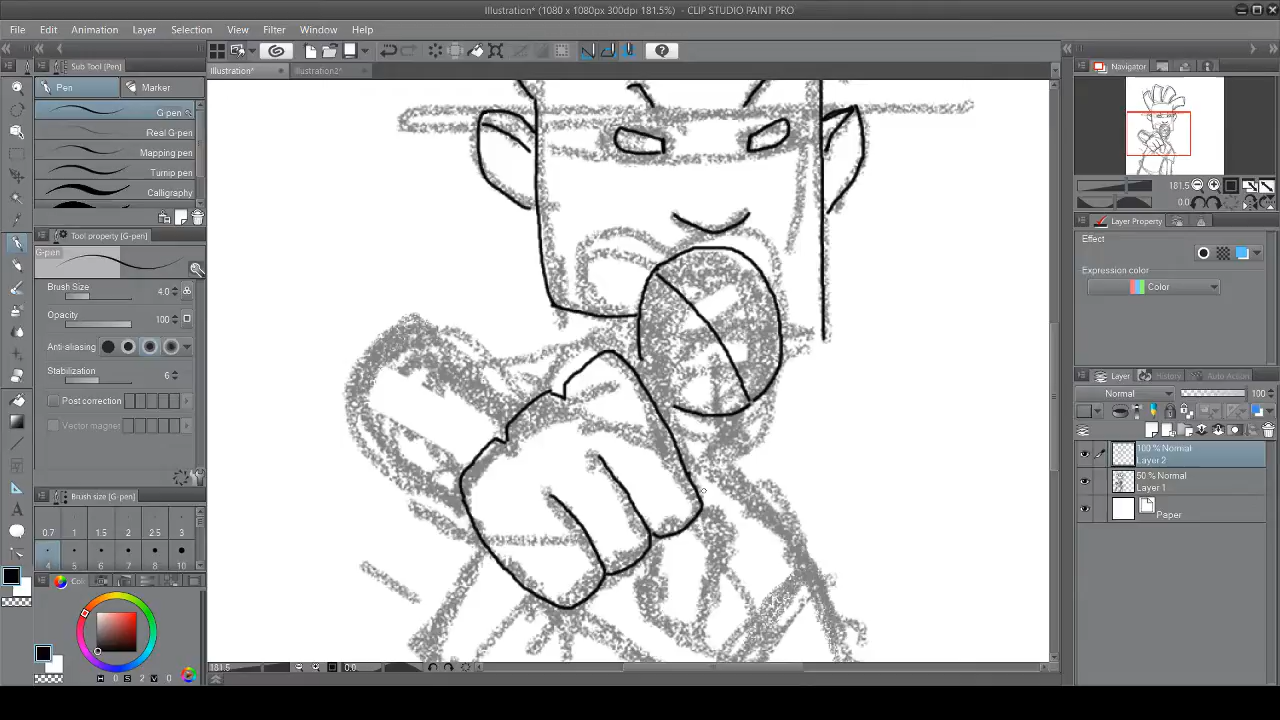 Illustration* (1080 x 1080px 300dpi 181.5%) - CLIP STUDIO PAINT PRO
File Edit Animation Layer Selection View Filter Window Help
Sub Tool [Pen]
Pen Marker
G-pen
Real G-pen
Mapping pen
Turnip pen
Calligraphy
Tool property [G-pen]
G-pen
Brush Size 4.0
Opacity 100
Anti-aliasing
Stabilization 6
Post correction
Vector magnet
Brush size [G-pen]
0.7 1 1.5 2 2.5 3
4 5 6 7 8 10
Col
H 0 S 2 V 0
Illustration* Illustration2*
181.5 0.0
Navigator
181.5
0.0
Layer Property
Effect
Expression color
Color
Layer History Auto Action
Normal 100
100 % Normal
Layer 2
50 % Normal
Layer 1
Paper